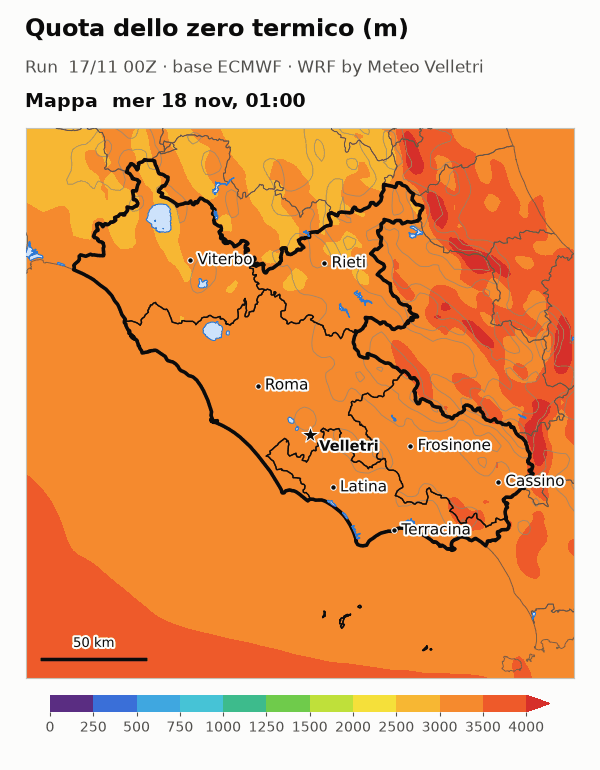 Quota dello zero termico (m)
Run  17/11 00Z · base ECMWF · WRF by Meteo Velletri
Mappa  mer 18 nov, 01:00
Viterbo
Rieti
Roma
Velletri
Frosinone
Cassino
Latina
Terracina
50 km
0 250 500 750 1000 1250 1500 2000 2500 3000 3500 4000